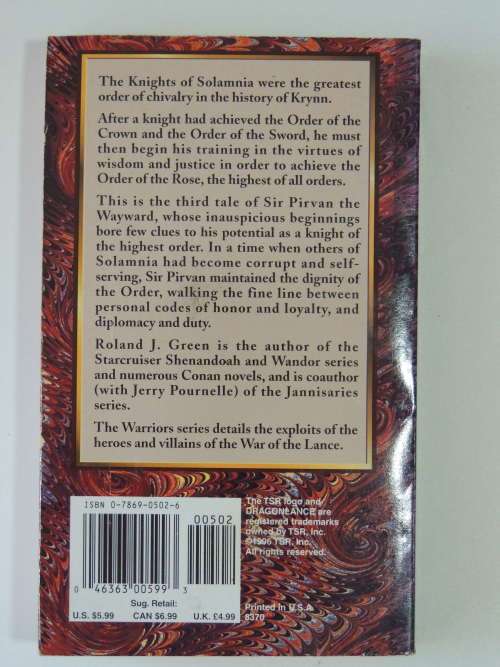 The Knights of Solamnia were the greatest
order of chivalry in the history of Krynn.
After a knight had achieved the Order of the
Crown and the Order of the Sword, he must
then begin his training in the virtues of
wisdom and justice in order to achieve the
Order of the Rose, the highest of all orders.
This is the third tale of Sir Pirvan the
Wayward, whose inauspicious beginnings
bore few clues to his potential as a knight of
the highest order. In a time when others of
Solamnia had become corrupt and self-
serving, Sir Pirvan maintained the dignity of
the Order, walking the fine line between
personal codes of honor and loyalty, and
diplomacy and duty.
Roland J. Green is the author of the
Starcruiser Shenandoah and Wandor series
and numerous Conan novels, and is coauthor
(with Jerry Pournelle) of the Jannisaries
series.
The Warriors series details the exploits of the
heroes and villains of the War of the Lance.
ISBN 0-7869-0502-6
00502
0 46363 00599 3
Sug. Retail:
U.S. $5.99 CAN $6.99 U.K. £4.99
The TSR logo and
DRAGONLANCE are
registered trademarks
owned by TSR, Inc.
©1996 TSR, Inc.
All rights reserved.
Printed in U.S.A.
8370